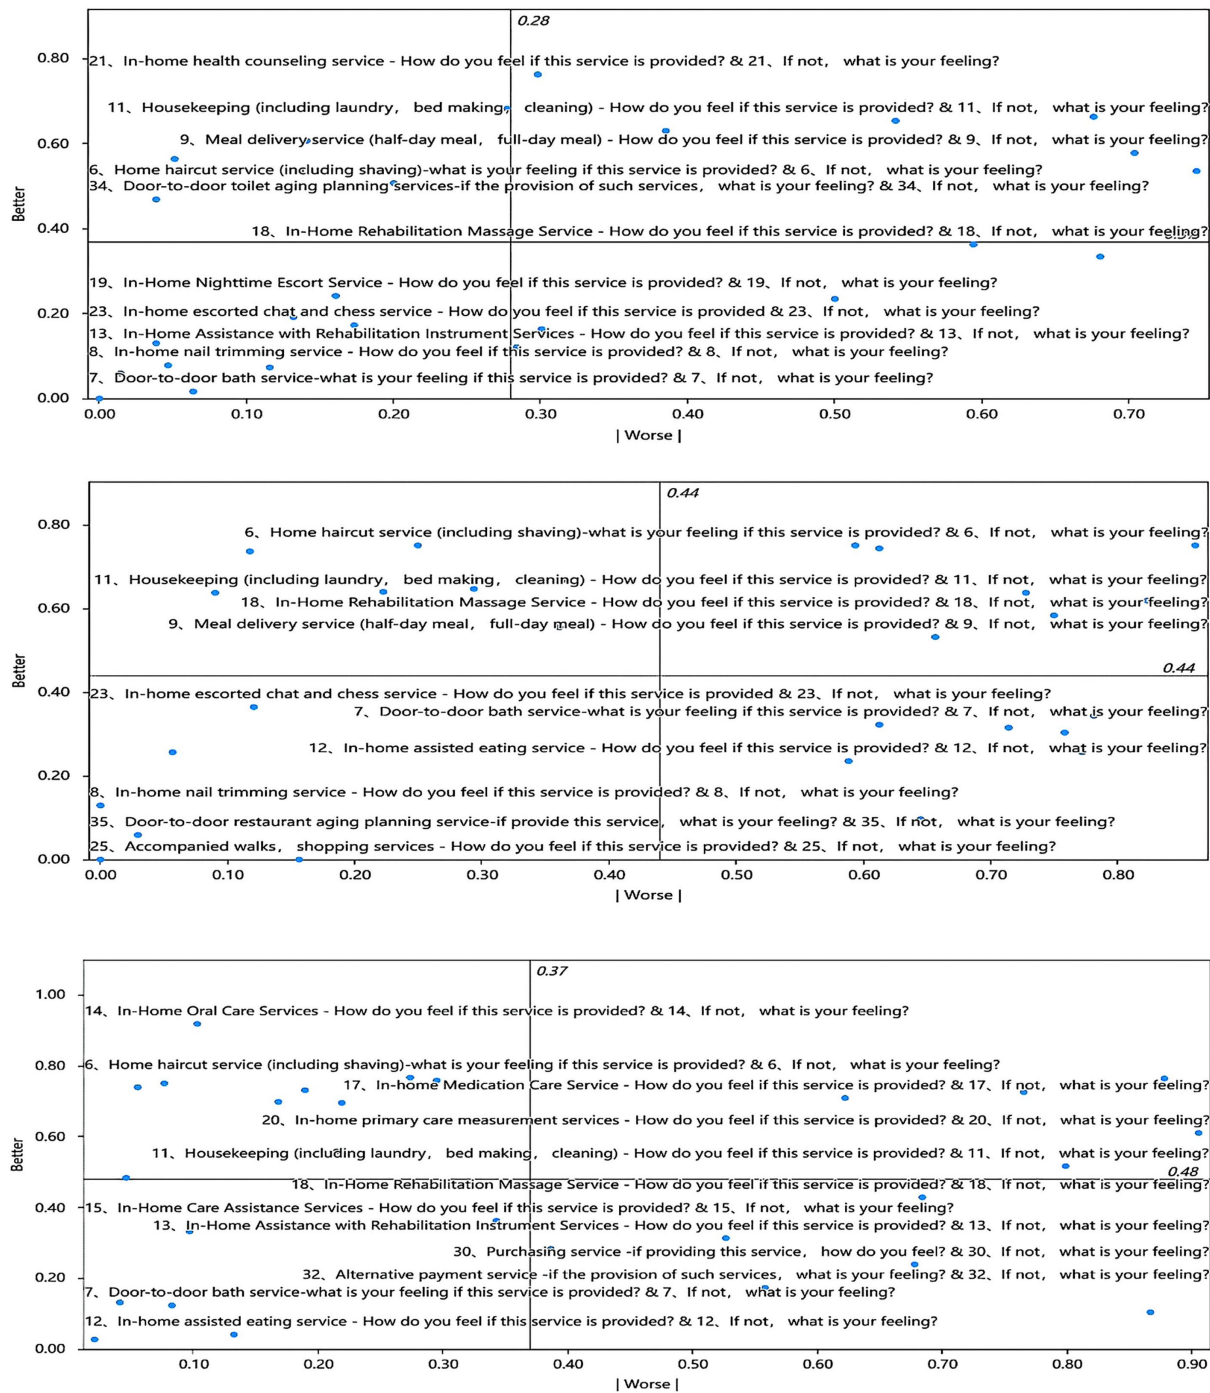 0.28
0.80
21、In-home health counseling service - How do you feel if this service is provided? & 21、If not, what is your feeling?
11、Housekeeping (including laundry, bed making, cleaning) - How do you feel if this service is provided? & 11、If not, what is your feeling?
0.60
9、Meal delivery service (half-day meal, full-day meal) - How do you feel if this service is provided? & 9、If not, what is your feeling?
6、Home haircut service (including shaving)-what is your feeling if this service is provided? & 6、If not, what is your feeling?
34、Door-to-door toilet aging planning services-if the provision of such services, what is your feeling? & 34、If not, what is your feeling?
Better
0.40
18、In-Home Rehabilitation Massage Service - How do you feel if this service is provided? & 18、If not, what is your feeling?
19、In-Home Nighttime Escort Service - How do you feel if this service is provided? & 19、If not, what is your feeling?
0.20
23、In-home escorted chat and chess service - How do you feel if this service is provided & 23、If not, what is your feeling?
13、In-Home Assistance with Rehabilitation Instrument Services - How do you feel if this service is provided? & 13、If not, what is your feeling?
8、In-home nail trimming service - How do you feel if this service is provided? & 8、If not, what is your feeling?
7、Door-to-door bath service-what is your feeling if this service is provided? & 7、If not, what is your feeling?
0.00
0.00 0.10 0.20 0.30 0.40 0.50 0.60 0.70
| Worse |
0.44
0.80
6、Home haircut service (including shaving)-what is your feeling if this service is provided? & 6、If not, what is your feeling?
11、Housekeeping (including laundry, bed making, cleaning) - How do you feel if this service is provided? & 11、If not, what is your feeling?
0.60
18、In-Home Rehabilitation Massage Service - How do you feel if this service is provided? & 18、If not, what is your feeling?
9、Meal delivery service (half-day meal, full-day meal) - How do you feel if this service is provided? & 9、If not, what is your feeling?
Better
0.44
0.40
23、In-home escorted chat and chess service - How do you feel if this service is provided & 23、If not, what is your feeling?
7、Door-to-door bath service-what is your feeling if this service is provided? & 7、If not, what is your feeling?
12、In-home assisted eating service - How do you feel if this service is provided? & 12、If not, what is your feeling?
0.20
8、In-home nail trimming service - How do you feel if this service is provided? & 8、If not, what is your feeling?
35、Door-to-door restaurant aging planning service-if provide this service, what is your feeling? & 35、If not, what is your feeling?
25、Accompanied walks, shopping services - How do you feel if this service is provided? & 25、If not, what is your feeling?
0.00
0.00 0.10 0.20 0.30 0.40 0.50 0.60 0.70 0.80
| Worse |
0.37
1.00
14、In-Home Oral Care Services - How do you feel if this service is provided? & 14、If not, what is your feeling?
0.80
6、Home haircut service (including shaving)-what is your feeling if this service is provided? & 6、If not, what is your feeling?
17、In-home Medication Care Service - How do you feel if this service is provided? & 17、If not, what is your feeling?
20、In-home primary care measurement services - How do you feel if this service is provided? & 20、If not, what is your feeling?
0.60
11、Housekeeping (including laundry, bed making, cleaning) - How do you feel if this service is provided? & 11、If not, what is your feeling?
Better
0.48
18、In-Home Rehabilitation Massage Service - How do you feel if this service is provided? & 18、If not, what is your feeling?
0.40
15、In-Home Care Assistance Services - How do you feel if this service is provided? & 15、If not, what is your feeling?
13、In-Home Assistance with Rehabilitation Instrument Services - How do you feel if this service is provided? & 13、If not, what is your feeling?
30、Purchasing service -if providing this service, how do you feel? & 30、If not, what is your feeling?
0.20
32、Alternative payment service -if the provision of such services, what is your feeling? & 32、If not, what is your feeling?
7、Door-to-door bath service-what is your feeling if this service is provided? & 7、If not, what is your feeling?
12、In-home assisted eating service - How do you feel if this service is provided? & 12、If not, what is your feeling?
0.00
0.10 0.20 0.30 0.40 0.50 0.60 0.70 0.80 0.90
| Worse |